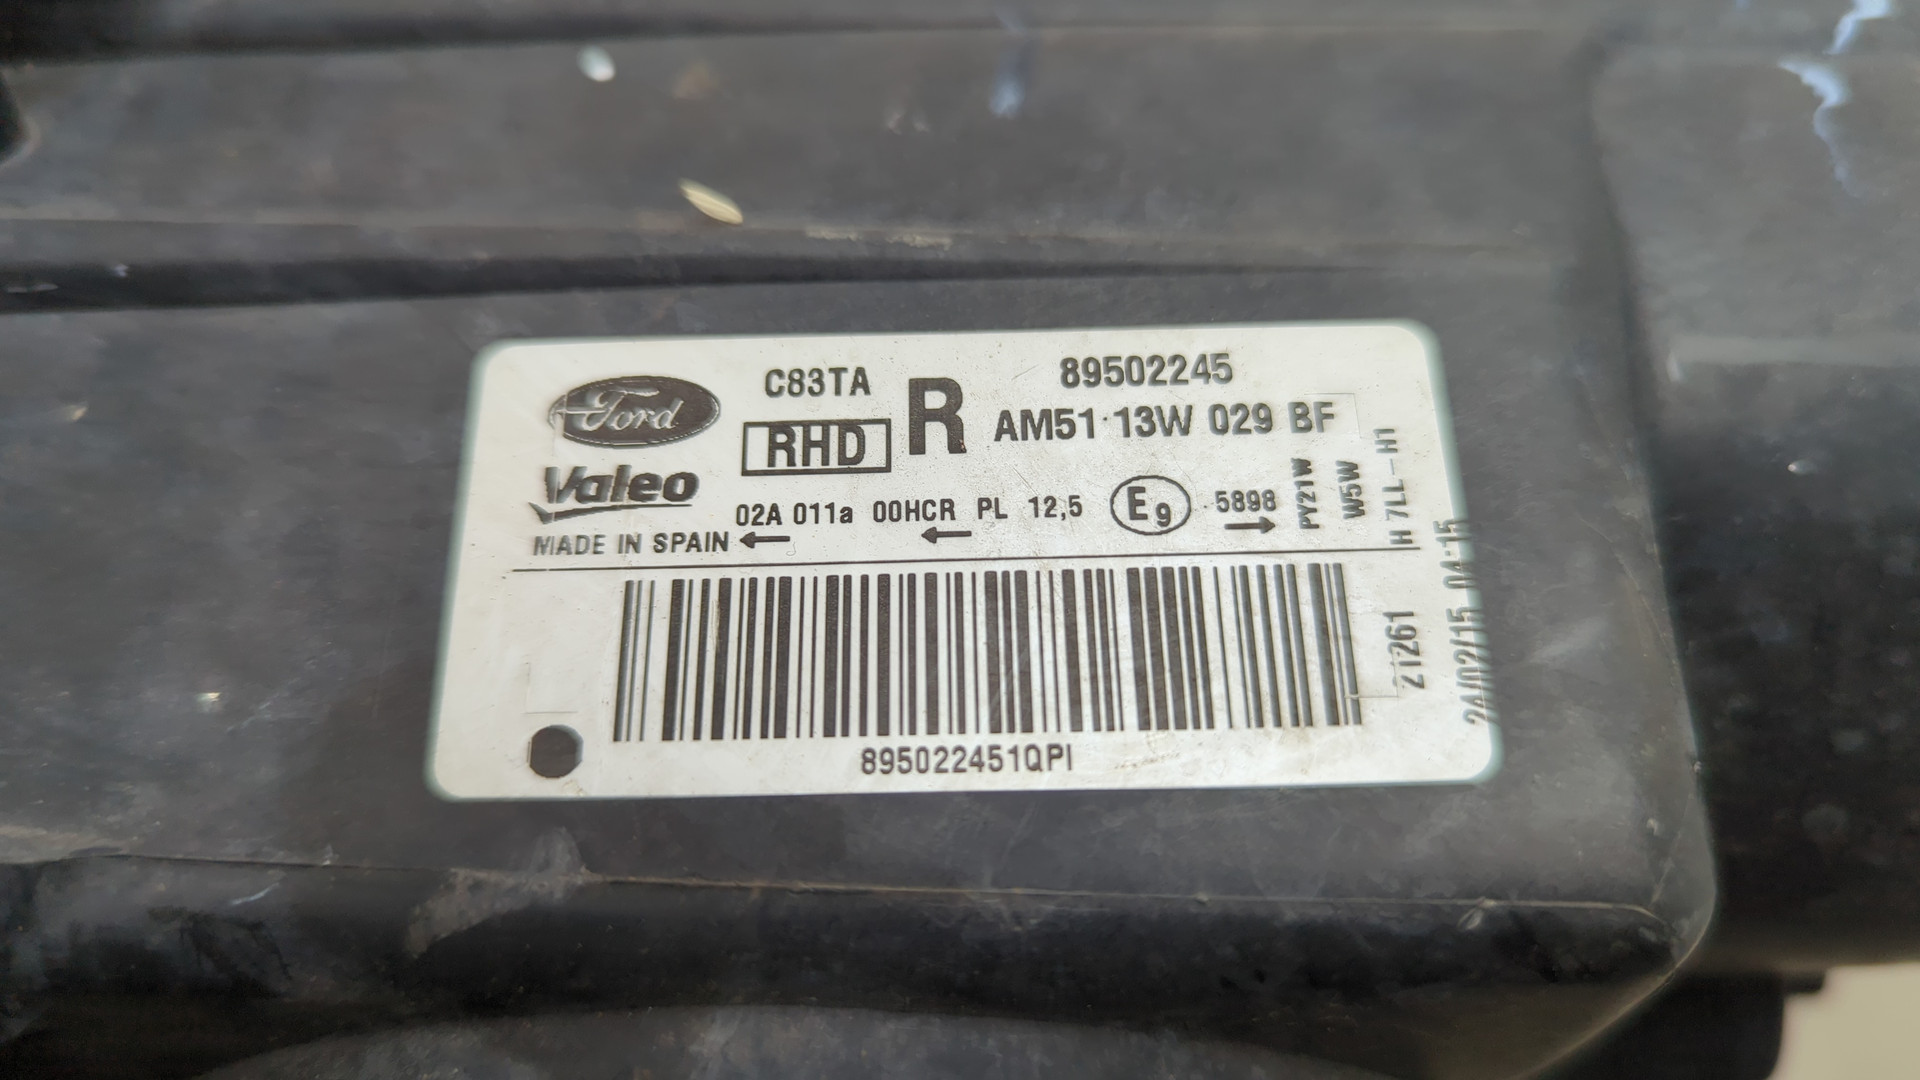 Ford
C83TA
R
89502245
RHD
AM51 13W 029 BF
Valeo
02A 011a 00HCR PL 12,5 E9 5898
MADE IN SPAIN
PY21W
W5W
H7LL-H1
21261
24/02/15 04:15
895022451QPI